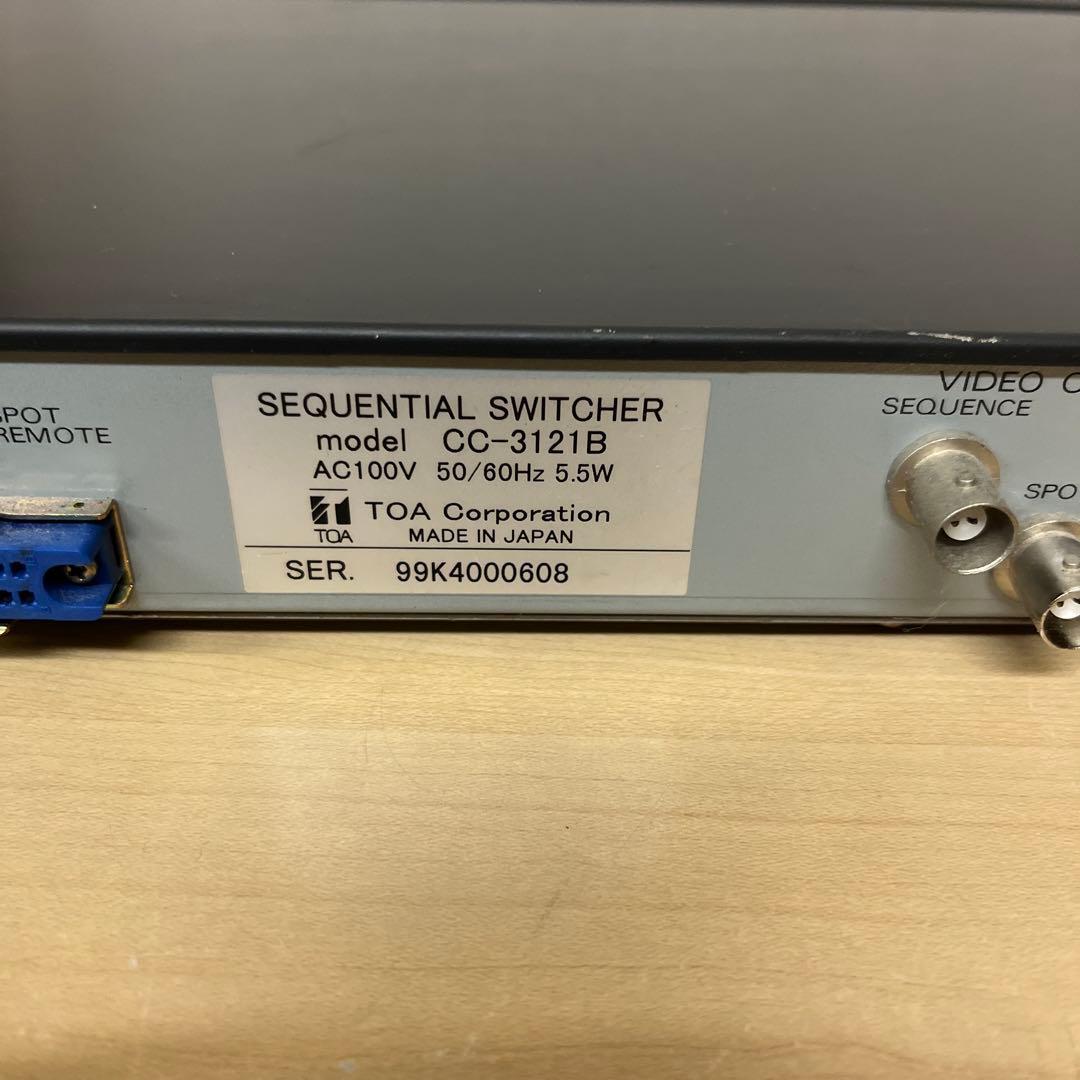 REMOTE
SEQUENTIAL SWITCHER
model CC-3121B
AC100V 50/60Hz 5.5W
TOA TOA Corporation
MADE IN JAPAN
SER. 99K4000608
VIDEO
SEQUENCE